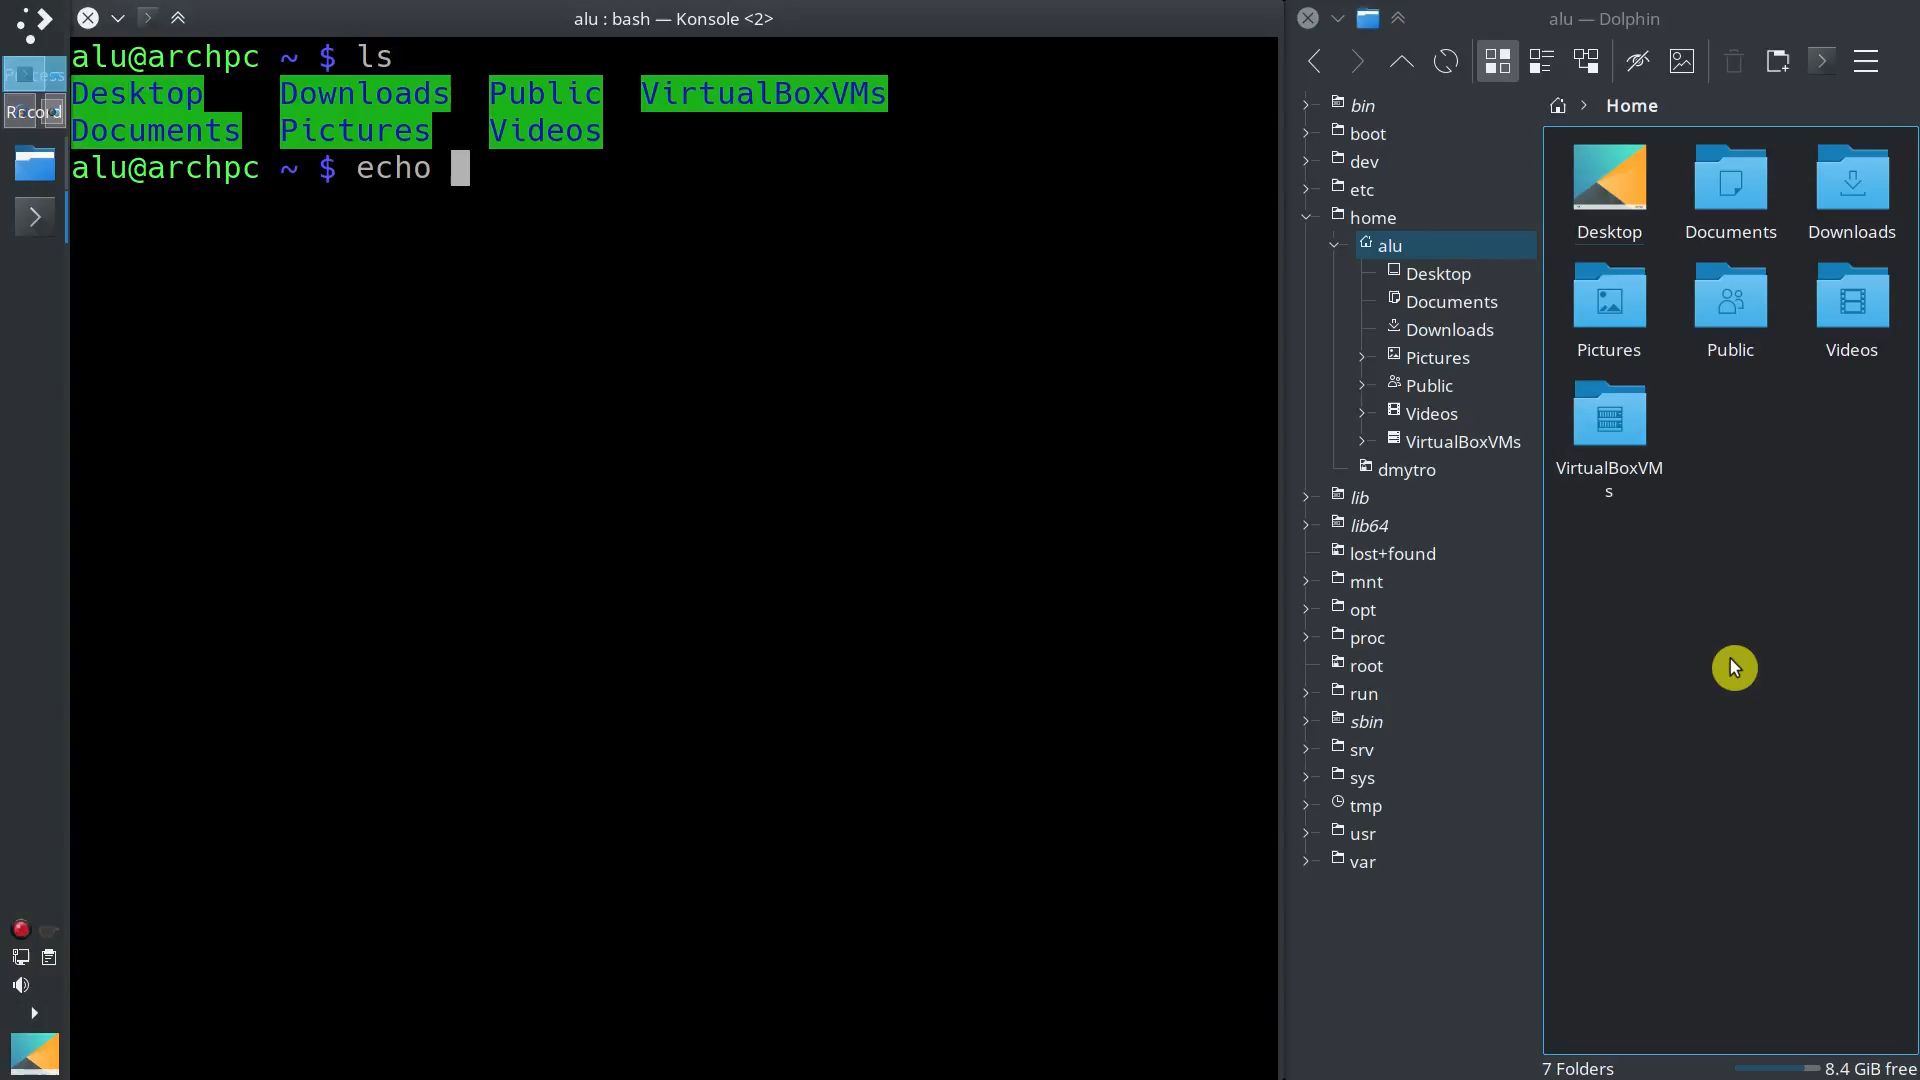 alu : bash — Konsole <2>
alu@archpc ~ $ ls
Desktop Downloads Public VirtualBoxVMs
Documents Pictures Videos
alu@archpc ~ $ echo
alu — Dolphin
Home
bin
boot
dev
etc
home
alu
Desktop
Documents
Downloads
Pictures
Public
Videos
VirtualBoxVMs
dmytro
lib
lib64
lost+found
mnt
opt
proc
root
run
sbin
srv
sys
tmp
usr
var
Desktop Documents Downloads
Pictures Public Videos
VirtualBoxVM
s
7 Folders 8.4 GiB free